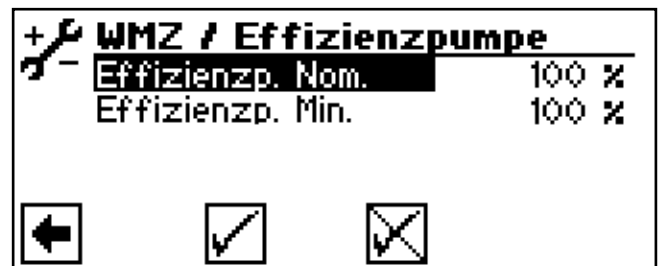 WMZ / Effizienzpumpe
Effizienzp. Nom. 100 %
Effizienzp. Min. 100 %